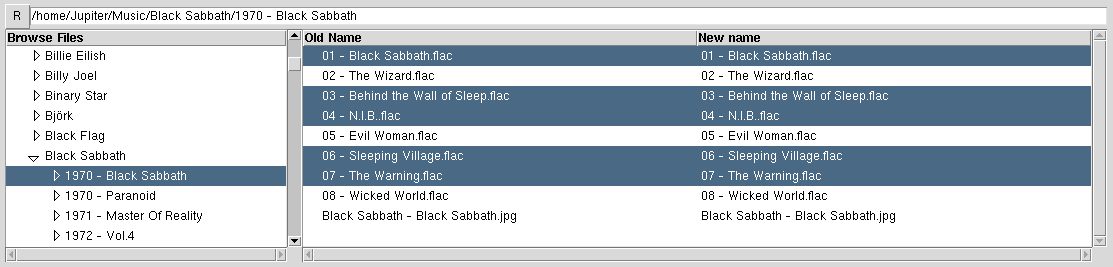 R /home/Jupiter/Music/Black Sabbath/1970 - Black Sabbath
Browse Files
Billie Eilish
Billy Joel
Binary Star
Björk
Black Flag
Black Sabbath
1970 - Black Sabbath
1970 - Paranoid
1971 - Master Of Reality
1972 - Vol.4
Old Name New name
01 - Black Sabbath.flac 01 - Black Sabbath.flac
02 - The Wizard.flac 02 - The Wizard.flac
03 - Behind the Wall of Sleep.flac 03 - Behind the Wall of Sleep.flac
04 - N.I.B..flac 04 - N.I.B..flac
05 - Evil Woman.flac 05 - Evil Woman.flac
06 - Sleeping Village.flac 06 - Sleeping Village.flac
07 - The Warning.flac 07 - The Warning.flac
08 - Wicked World.flac 08 - Wicked World.flac
Black Sabbath - Black Sabbath.jpg Black Sabbath - Black Sabbath.jpg